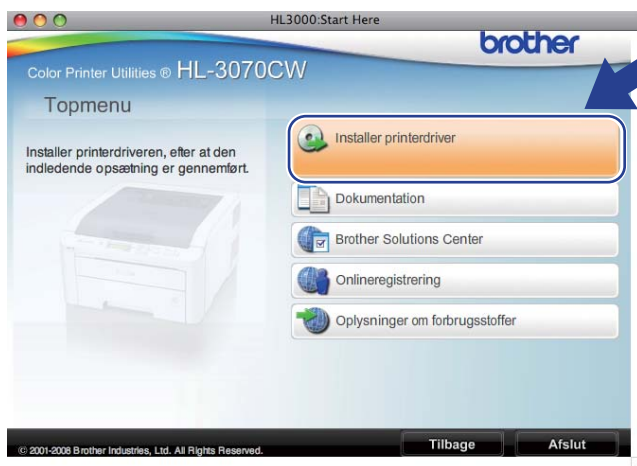 HL3000:Start Here
brother
Color Printer Utilities ® HL-3070CW
Topmenu
Installer printerdriveren, efter at den
indledende opsætning er gennemført.
Installer printerdriver
Dokumentation
Brother Solutions Center
Onlineregistrering
Oplysninger om forbrugsstoffer
© 2001-2008 Brother Industries, Ltd. All Rights Reserved.
Tilbage
Afslut